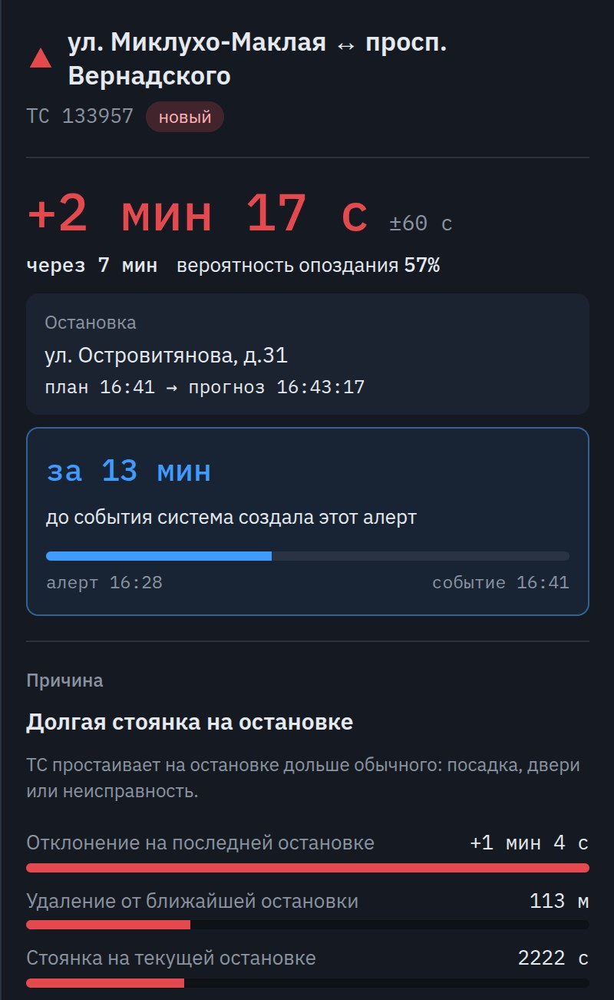 ул. Миклухо-Маклая ↔ просп.
Вернадского
ТС 133957 новый
+2 мин 17 с ±60 с
через 7 мин вероятность опоздания 57%
Остановка
ул. Островитянова, д.31
план 16:41 → прогноз 16:43:17
за 13 мин
до события система создала этот алерт
алерт 16:28 событие 16:41
Причина
Долгая стоянка на остановке
ТС простаивает на остановке дольше обычного: посадка, двери
или неисправность.
Отклонение на последней остановке +1 мин 4 с
Удаление от ближайшей остановки 113 м
Стоянка на текущей остановке 2222 с